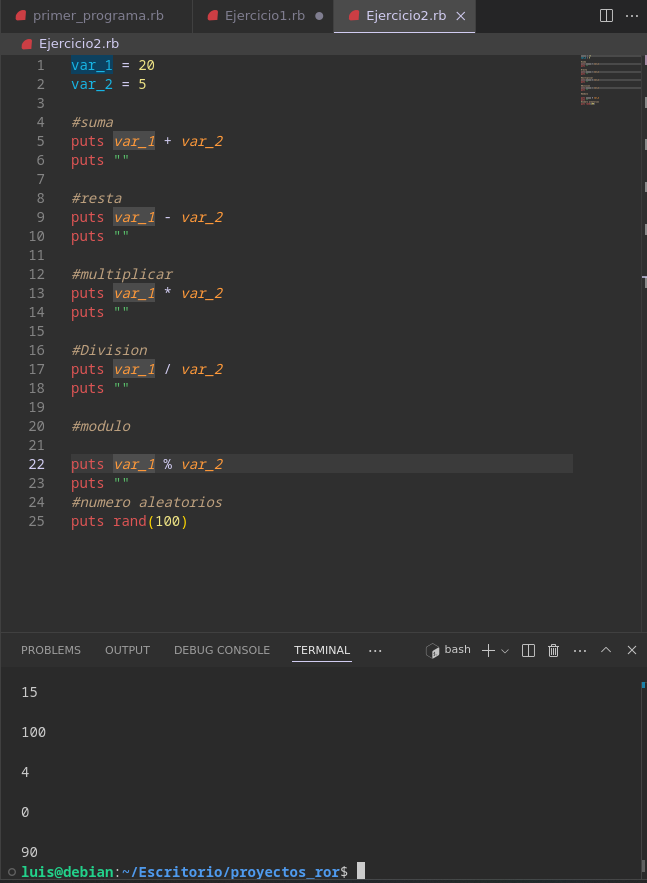 primer_programa.rb Ejercicio1.rb Ejercicio2.rb
Ejercicio2.rb
1 var_1 = 20
2 var_2 = 5
3
4 #suma
5 puts var_1 + var_2
6 puts ""
7
8 #resta
9 puts var_1 - var_2
10 puts ""
11
12 #multiplicar
13 puts var_1 * var_2
14 puts ""
15
16 #Division
17 puts var_1 / var_2
18 puts ""
19
20 #modulo
21
22 puts var_1 % var_2
23 puts ""
24 #numero aleatorios
25 puts rand(100)
PROBLEMS OUTPUT DEBUG CONSOLE TERMINAL ··· bash
15
100
4
0
90
luis@debian:~/Escritorio/proyectos_ror$